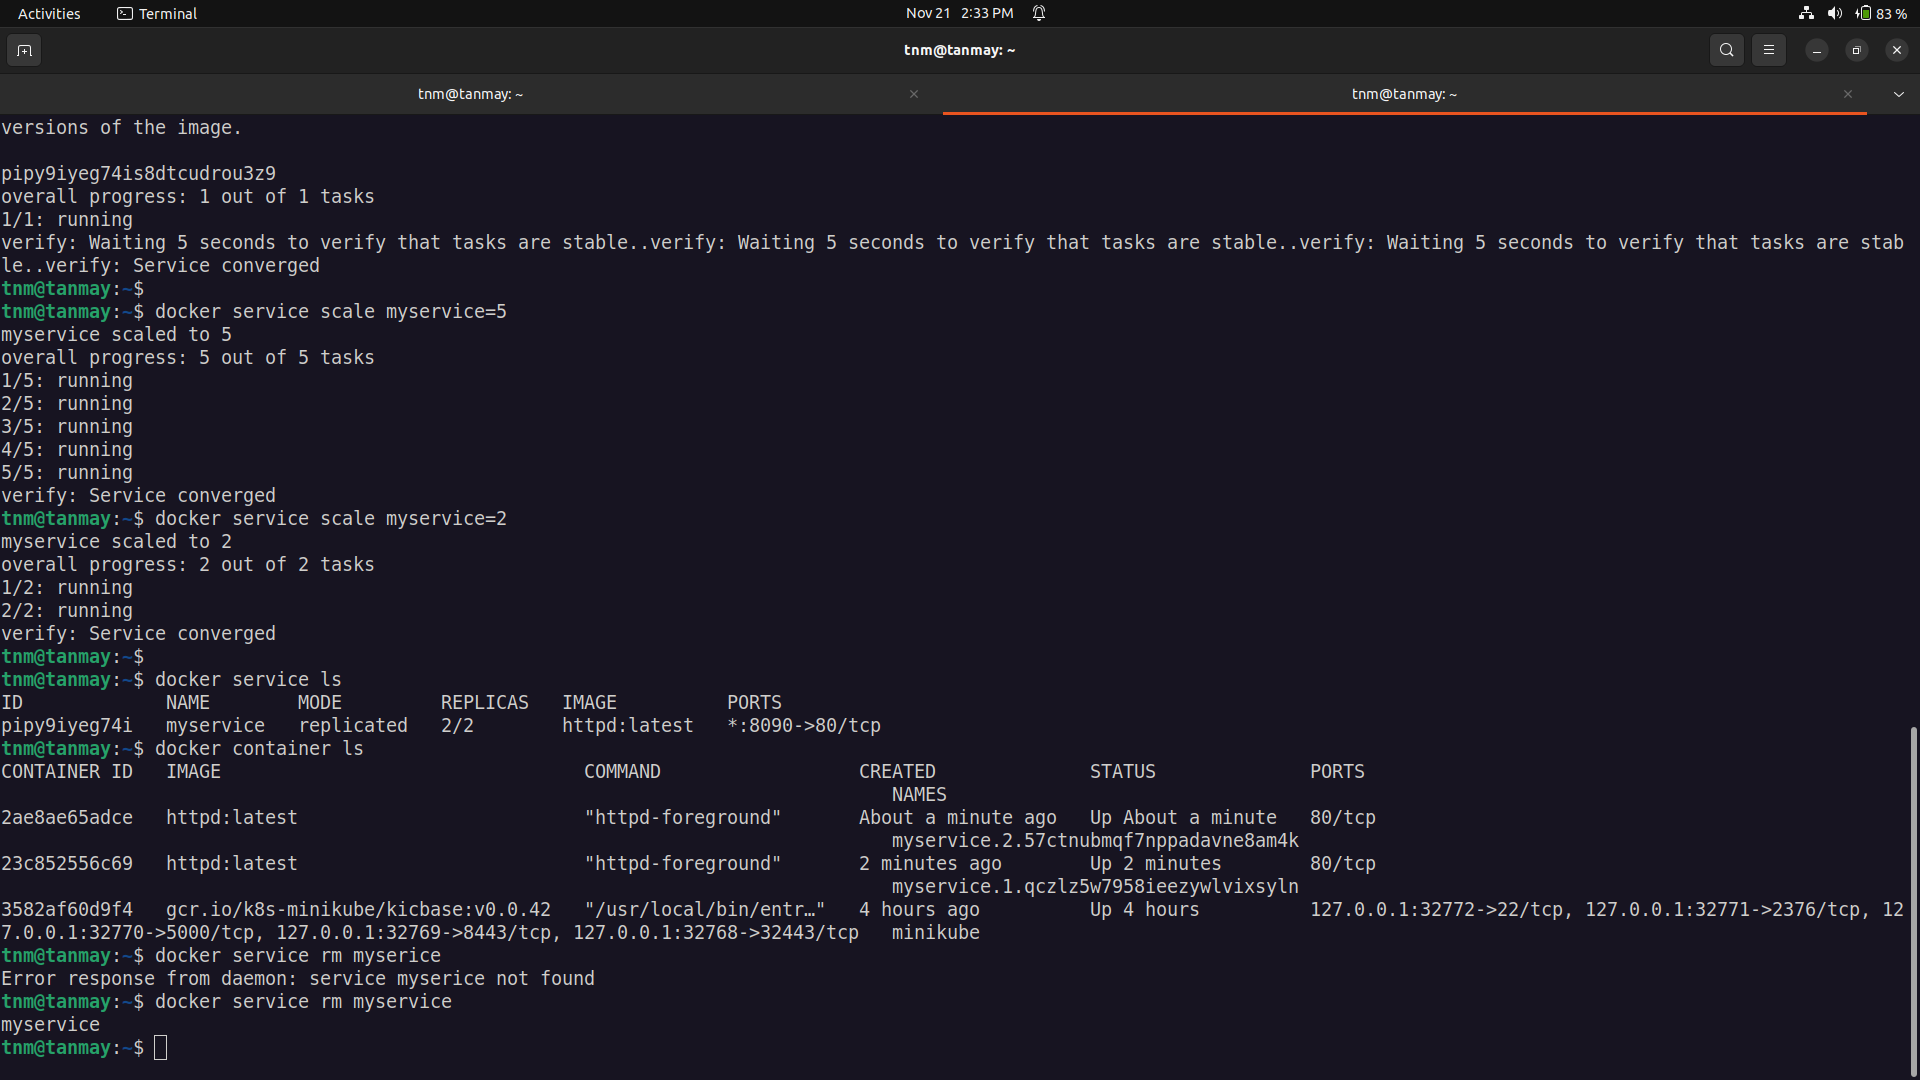 Activities Terminal Nov 21 2:33 PM 83 %
tnm@tanmay: ~
tnm@tanmay: ~ tnm@tanmay: ~
versions of the image.
pipy9iyeg74is8dtcudrou3z9
overall progress: 1 out of 1 tasks
1/1: running
verify: Waiting 5 seconds to verify that tasks are stable..verify: Waiting 5 seconds to verify that tasks are stable..verify: Waiting 5 seconds to verify that tasks are stab
le..verify: Service converged
tnm@tanmay:~$
tnm@tanmay:~$ docker service scale myservice=5
myservice scaled to 5
overall progress: 5 out of 5 tasks
1/5: running
2/5: running
3/5: running
4/5: running
5/5: running
verify: Service converged
tnm@tanmay:~$ docker service scale myservice=2
myservice scaled to 2
overall progress: 2 out of 2 tasks
1/2: running
2/2: running
verify: Service converged
tnm@tanmay:~$
tnm@tanmay:~$ docker service ls
ID NAME MODE REPLICAS IMAGE PORTS
pipy9iyeg74i myservice replicated 2/2 httpd:latest *:8090->80/tcp
tnm@tanmay:~$ docker container ls
CONTAINER ID IMAGE COMMAND CREATED STATUS PORTS
NAMES
2ae8ae65adce httpd:latest "httpd-foreground" About a minute ago Up About a minute 80/tcp
myservice.2.57ctnubmqf7nppadavne8am4k
23c852556c69 httpd:latest "httpd-foreground" 2 minutes ago Up 2 minutes 80/tcp
myservice.1.qczlz5w7958ieezywlvixsyln
3582af60d9f4 gcr.io/k8s-minikube/kicbase:v0.0.42 "/usr/local/bin/entr…" 4 hours ago Up 4 hours 127.0.0.1:32772->22/tcp, 127.0.0.1:32771->2376/tcp, 12
7.0.0.1:32770->5000/tcp, 127.0.0.1:32769->8443/tcp, 127.0.0.1:32768->32443/tcp minikube
tnm@tanmay:~$ docker service rm myserice
Error response from daemon: service myserice not found
tnm@tanmay:~$ docker service rm myservice
myservice
tnm@tanmay:~$